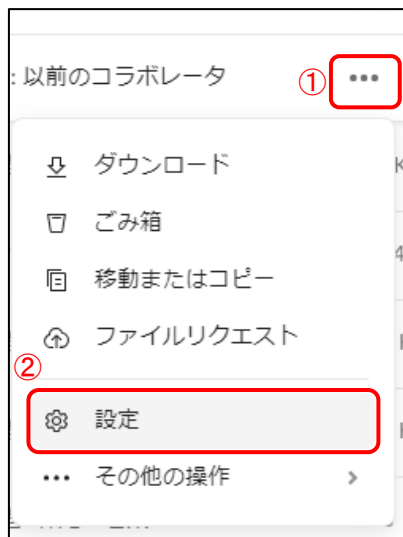 : 以前のコラボレータ ① •••
ダウンロード
ごみ箱
移動またはコピー
ファイルリクエスト
②
設定
••• その他の操作 >